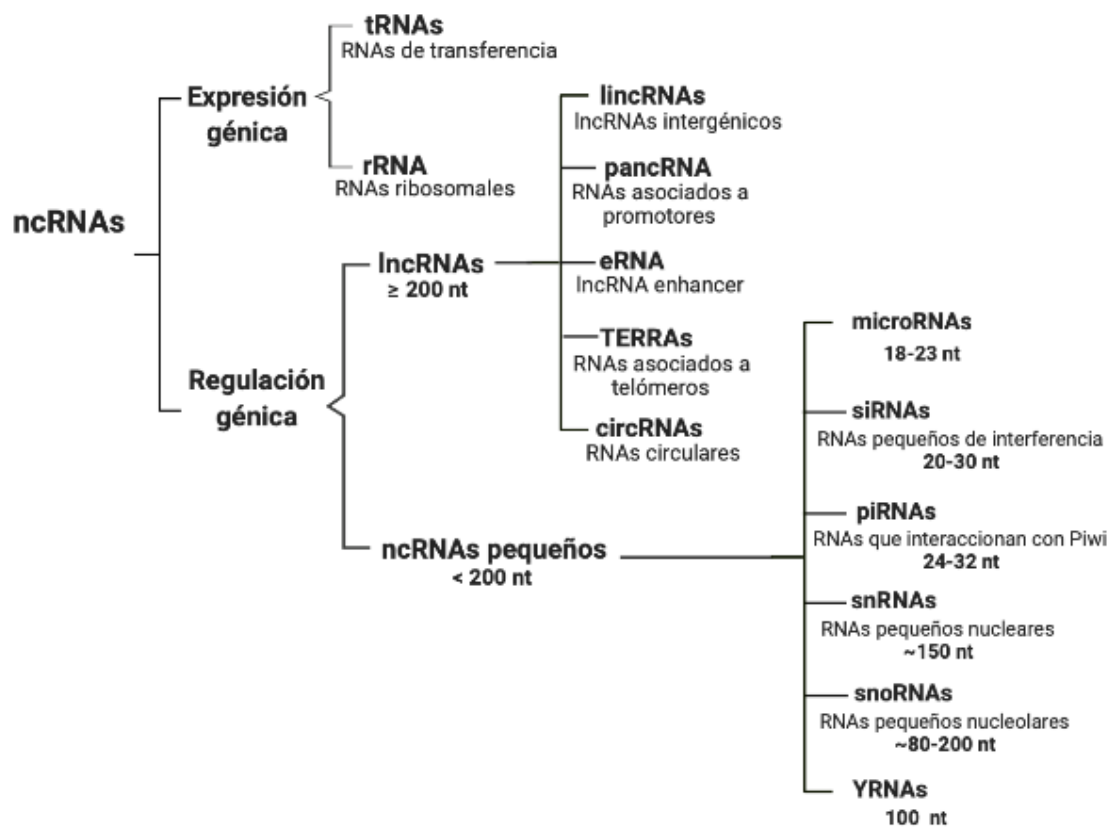 ncRNAs
Expresión
génica
tRNAs
RNAs de transferencia
rRNA
RNAs ribosomales
Regulación
génica
lncRNAs
≥ 200 nt
lincRNAs
lncRNAs intergénicos
pancRNA
RNAs asociados a
promotores
eRNA
lncRNA enhancer
TERRAs
RNAs asociados a
telómeros
circRNAs
RNAs circulares
ncRNAs pequeños
< 200 nt
microRNAs
18-23 nt
siRNAs
RNAs pequeños de interferencia
20-30 nt
piRNAs
RNAs que interaccionan con Piwi
24-32 nt
snRNAs
RNAs pequeños nucleares
~150 nt
snoRNAs
RNAs pequeños nucleolares
~80-200 nt
YRNAs
100 nt